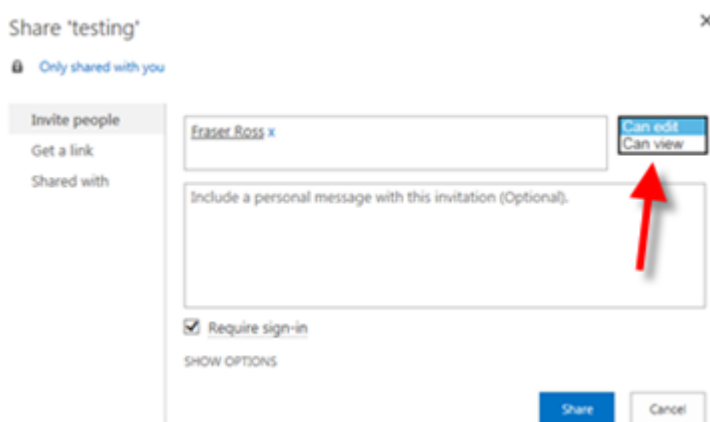 Share 'testing'
Only shared with you
Invite people
Get a link
Shared with
Fraser Ross x
Can edit
Can view
Include a personal message with this invitation (Optional).
Require sign-in
SHOW OPTIONS
Share
Cancel